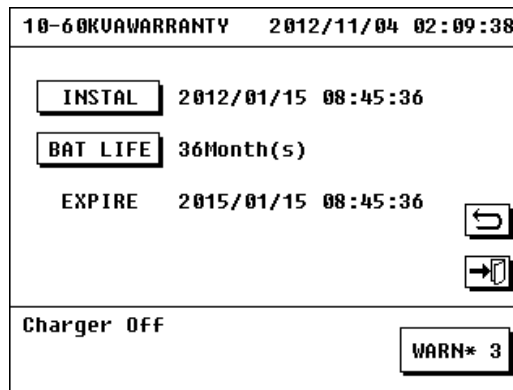 10-60KVAWARRANTY 2012/11/04 02:09:38
INSTAL 2012/01/15 08:45:36
BAT LIFE 36Month(s)
EXPIRE 2015/01/15 08:45:36
Charger Off
WARN* 3